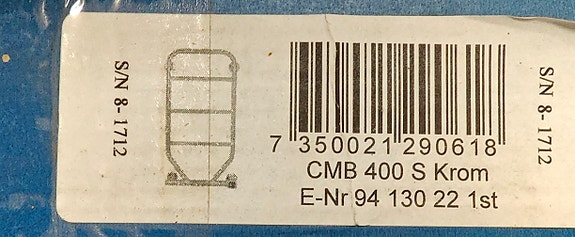 S/N 8-1712
7 350021 290618
CMB 400 S Krom
E-Nr 94 130 22 1st
S/N 8-1712